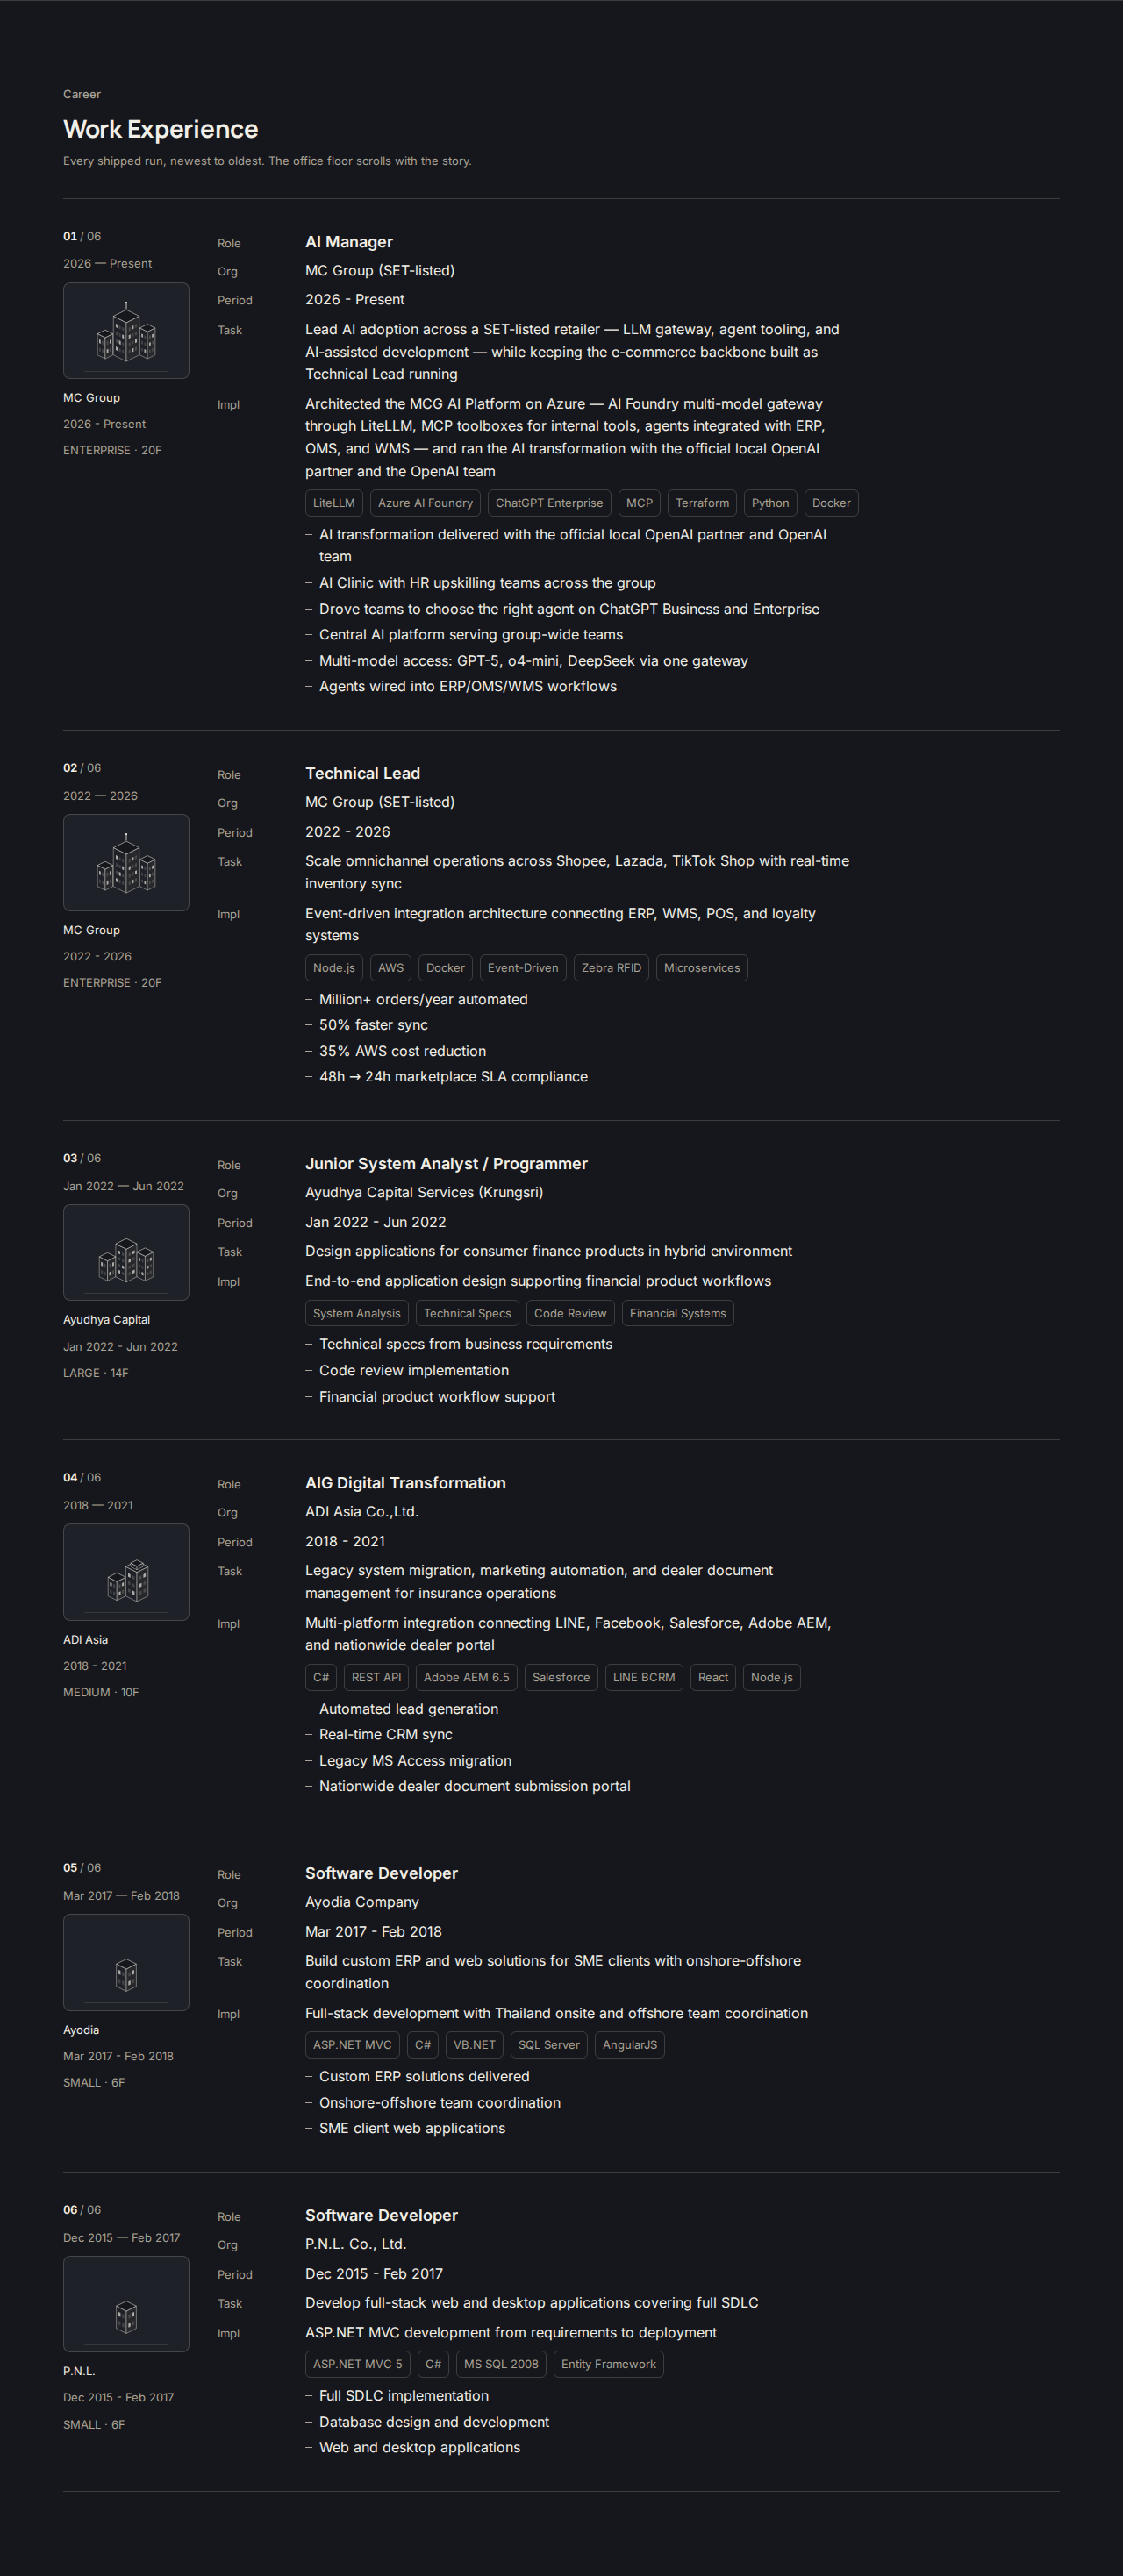 Career
Work Experience
Every shipped run, newest to oldest. The office floor scrolls with the story.
01 / 06
2026 — Present
MC Group
2026 - Present
ENTERPRISE · 20F
Role
AI Manager
Org
MC Group (SET-listed)
Period
2026 - Present
Task
Lead AI adoption across a SET-listed retailer — LLM gateway, agent tooling, and
AI-assisted development — while keeping the e-commerce backbone built as
Technical Lead running
Impl
Architected the MCG AI Platform on Azure — AI Foundry multi-model gateway
through LiteLLM, MCP toolboxes for internal tools, agents integrated with ERP,
OMS, and WMS — and ran the AI transformation with the official local OpenAI
partner and the OpenAI team
LiteLLM Azure AI Foundry ChatGPT Enterprise MCP Terraform Python Docker
– AI transformation delivered with the official local OpenAI partner and OpenAI
team
– AI Clinic with HR upskilling teams across the group
– Drove teams to choose the right agent on ChatGPT Business and Enterprise
– Central AI platform serving group-wide teams
– Multi-model access: GPT-5, o4-mini, DeepSeek via one gateway
– Agents wired into ERP/OMS/WMS workflows
02 / 06
2022 — 2026
MC Group
2022 - 2026
ENTERPRISE · 20F
Role
Technical Lead
Org
MC Group (SET-listed)
Period
2022 - 2026
Task
Scale omnichannel operations across Shopee, Lazada, TikTok Shop with real-time
inventory sync
Impl
Event-driven integration architecture connecting ERP, WMS, POS, and loyalty
systems
Node.js AWS Docker Event-Driven Zebra RFID Microservices
– Million+ orders/year automated
– 50% faster sync
– 35% AWS cost reduction
– 48h → 24h marketplace SLA compliance
03 / 06
Jan 2022 — Jun 2022
Ayudhya Capital
Jan 2022 - Jun 2022
LARGE · 14F
Role
Junior System Analyst / Programmer
Org
Ayudhya Capital Services (Krungsri)
Period
Jan 2022 - Jun 2022
Task
Design applications for consumer finance products in hybrid environment
Impl
End-to-end application design supporting financial product workflows
System Analysis Technical Specs Code Review Financial Systems
– Technical specs from business requirements
– Code review implementation
– Financial product workflow support
04 / 06
2018 — 2021
ADI Asia
2018 - 2021
MEDIUM · 10F
Role
AIG Digital Transformation
Org
ADI Asia Co.,Ltd.
Period
2018 - 2021
Task
Legacy system migration, marketing automation, and dealer document
management for insurance operations
Impl
Multi-platform integration connecting LINE, Facebook, Salesforce, Adobe AEM,
and nationwide dealer portal
C# REST API Adobe AEM 6.5 Salesforce LINE BCRM React Node.js
– Automated lead generation
– Real-time CRM sync
– Legacy MS Access migration
– Nationwide dealer document submission portal
05 / 06
Mar 2017 — Feb 2018
Ayodia
Mar 2017 - Feb 2018
SMALL · 6F
Role
Software Developer
Org
Ayodia Company
Period
Mar 2017 - Feb 2018
Task
Build custom ERP and web solutions for SME clients with onshore-offshore
coordination
Impl
Full-stack development with Thailand onsite and offshore team coordination
ASP.NET MVC C# VB.NET SQL Server AngularJS
– Custom ERP solutions delivered
– Onshore-offshore team coordination
– SME client web applications
06 / 06
Dec 2015 — Feb 2017
P.N.L.
Dec 2015 - Feb 2017
SMALL · 6F
Role
Software Developer
Org
P.N.L. Co., Ltd.
Period
Dec 2015 - Feb 2017
Task
Develop full-stack web and desktop applications covering full SDLC
Impl
ASP.NET MVC development from requirements to deployment
ASP.NET MVC 5 C# MS SQL 2008 Entity Framework
– Full SDLC implementation
– Database design and development
– Web and desktop applications